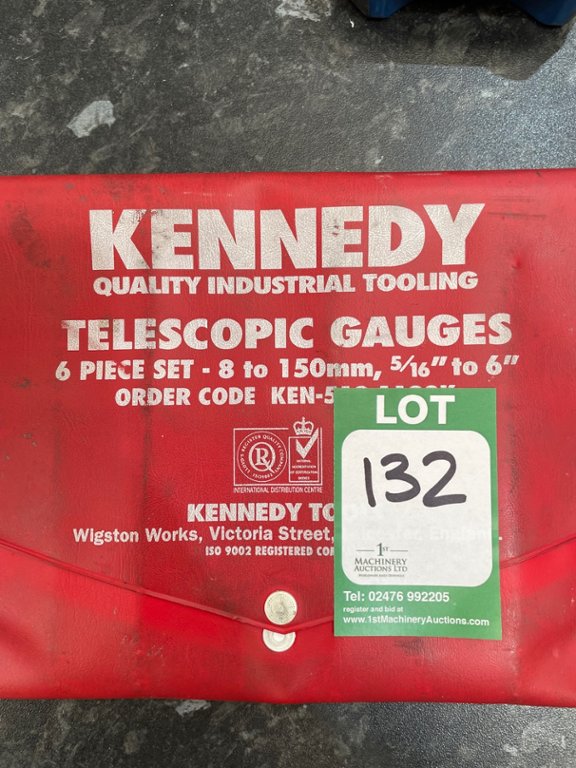 KENNEDY
QUALITY INDUSTRIAL TOOLING
TELESCOPIC GAUGES
6 PIECE SET - 8 to 150mm, 5/16" to 6"
ORDER CODE KEN-
LOT
132
INTERNATIONAL DISTRIBUTION CENTRE
KENNEDY
Wigston Works, Victoria Street,
ISO 9002 REGISTERED
1ST
MACHINERY
AUCTIONS LTD
Tel: 02476 992205
register and bid at
www.1stMachineryAuctions.com